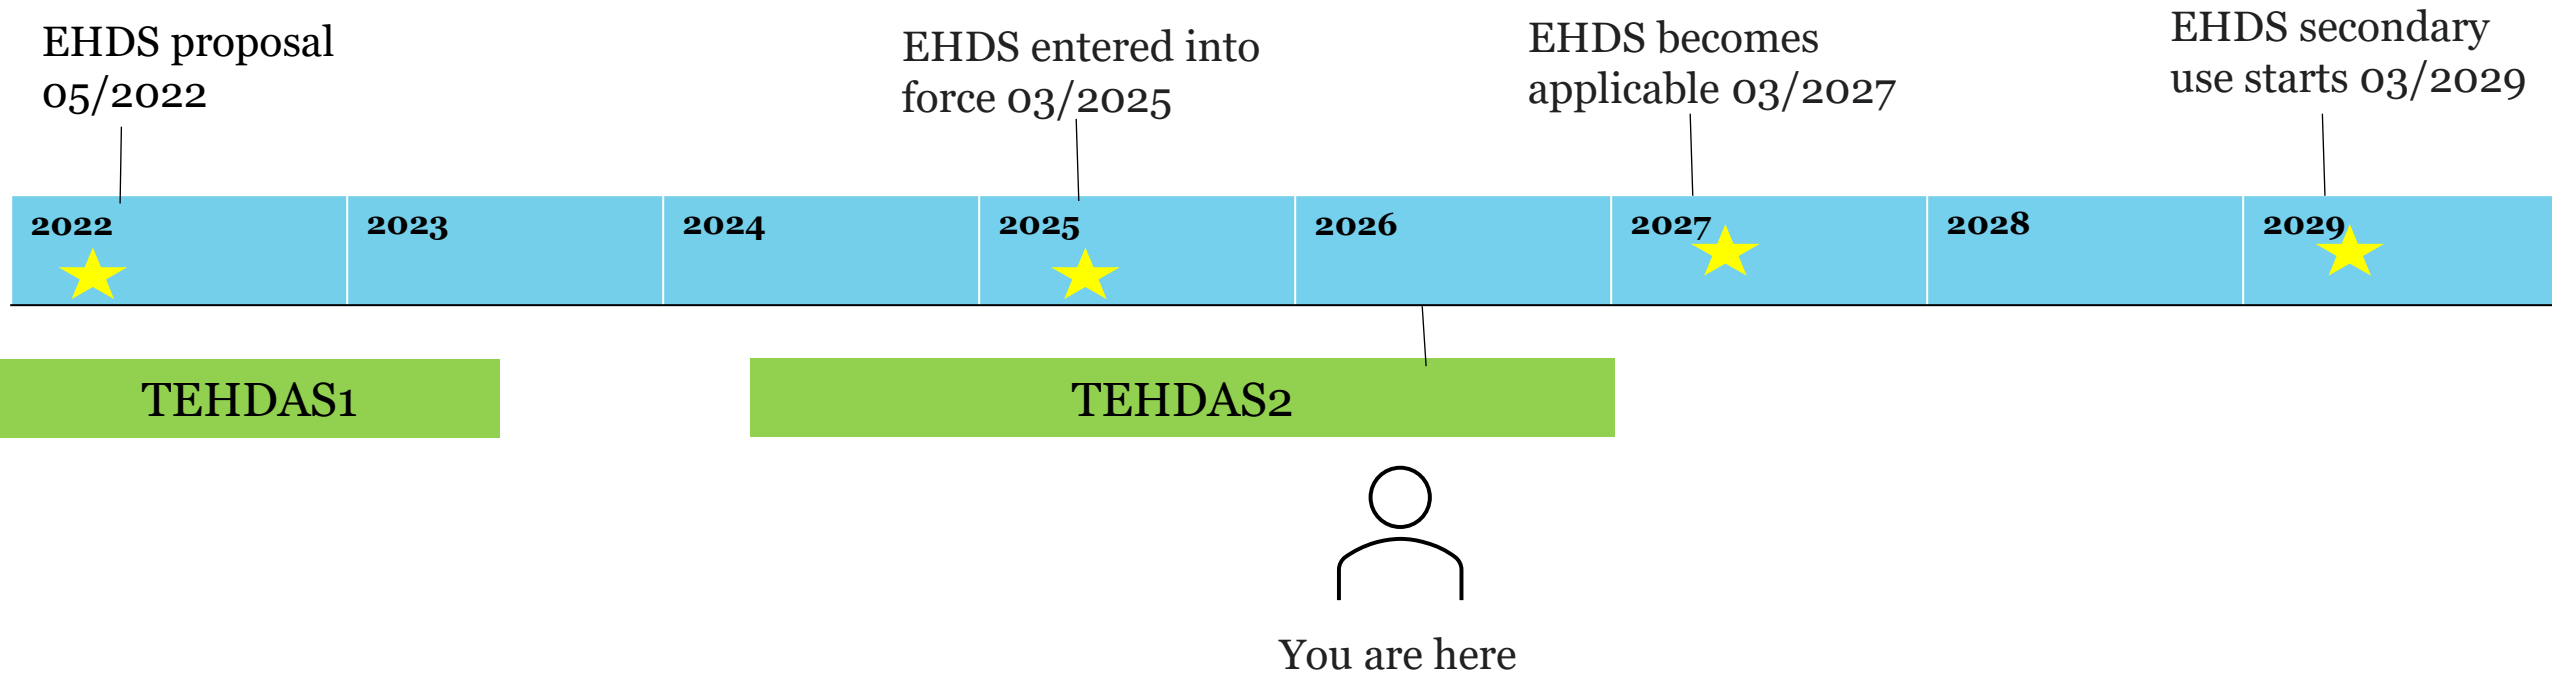 EHDS proposal
05/2022
EHDS entered into
force 03/2025
EHDS becomes
applicable 03/2027
EHDS secondary
use starts 03/2029
2022
2023
2024
2025
2026
2027
2028
2029
TEHDAS1
TEHDAS2
You are here